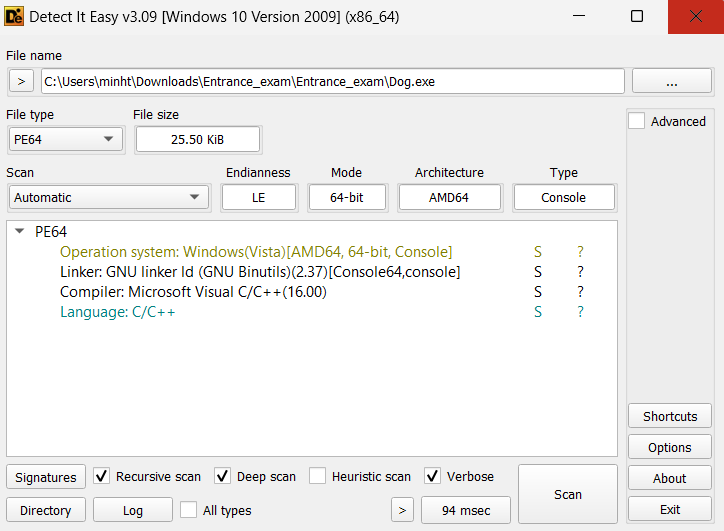 Detect It Easy v3.09 [Windows 10 Version 2009] (x86_64)
File name
> C:\Users\minht\Downloads\Entrance_exam\Entrance_exam\Dog.exe ...
File type File size
PE64 25.50 KiB
Advanced
Scan Endianness Mode Architecture Type
Automatic LE 64-bit AMD64 Console
PE64
Operation system: Windows(Vista)[AMD64, 64-bit, Console] S ?
Linker: GNU linker ld (GNU Binutils)(2.37)[Console64,console] S ?
Compiler: Microsoft Visual C/C++(16.00) S ?
Language: C/C++ S ?
Shortcuts
Options
Signatures Recursive scan Deep scan Heuristic scan Verbose Scan About
Directory Log All types > 94 msec Exit